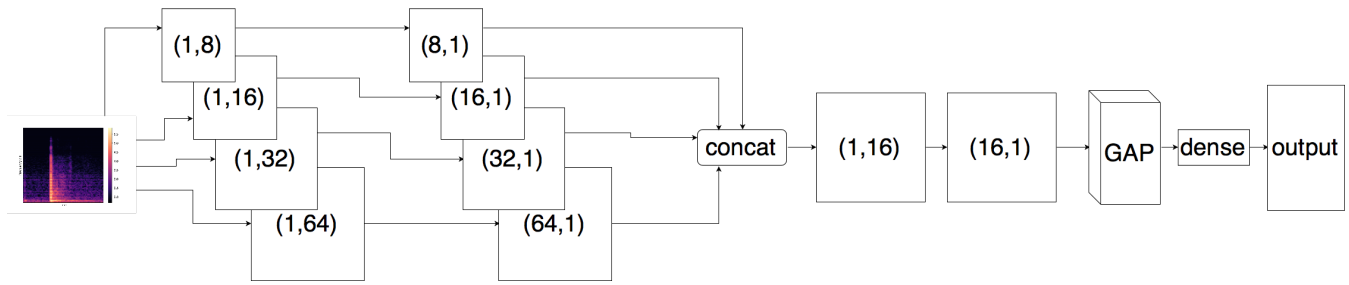 (1,8)
(8,1)
(1,16)
(16,1)
(1,32)
(32,1)
(1,64)
(64,1)
concat
(1,16)
(16,1)
GAP
dense
output